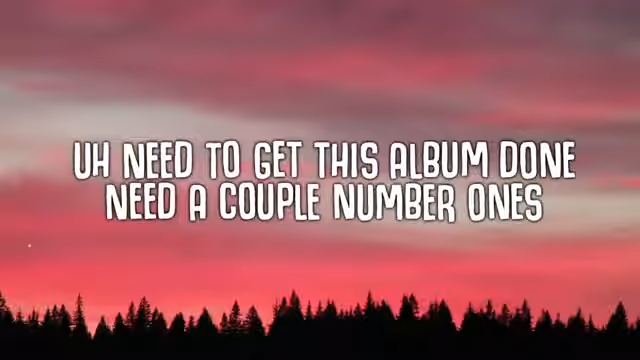 UH NEED TO GET THIS ALBUM DONE
NEED A COUPLE NUMBER ONES